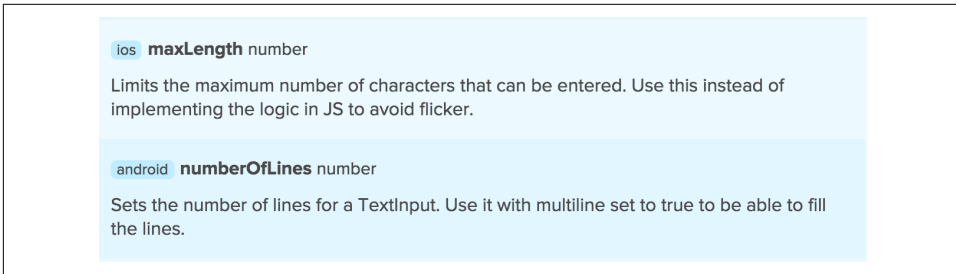 ios maxLength number
Limits the maximum number of characters that can be entered. Use this instead of
implementing the logic in JS to avoid flicker.
android numberOfLines number
Sets the number of lines for a TextInput. Use it with multiline set to true to be able to fill
the lines.